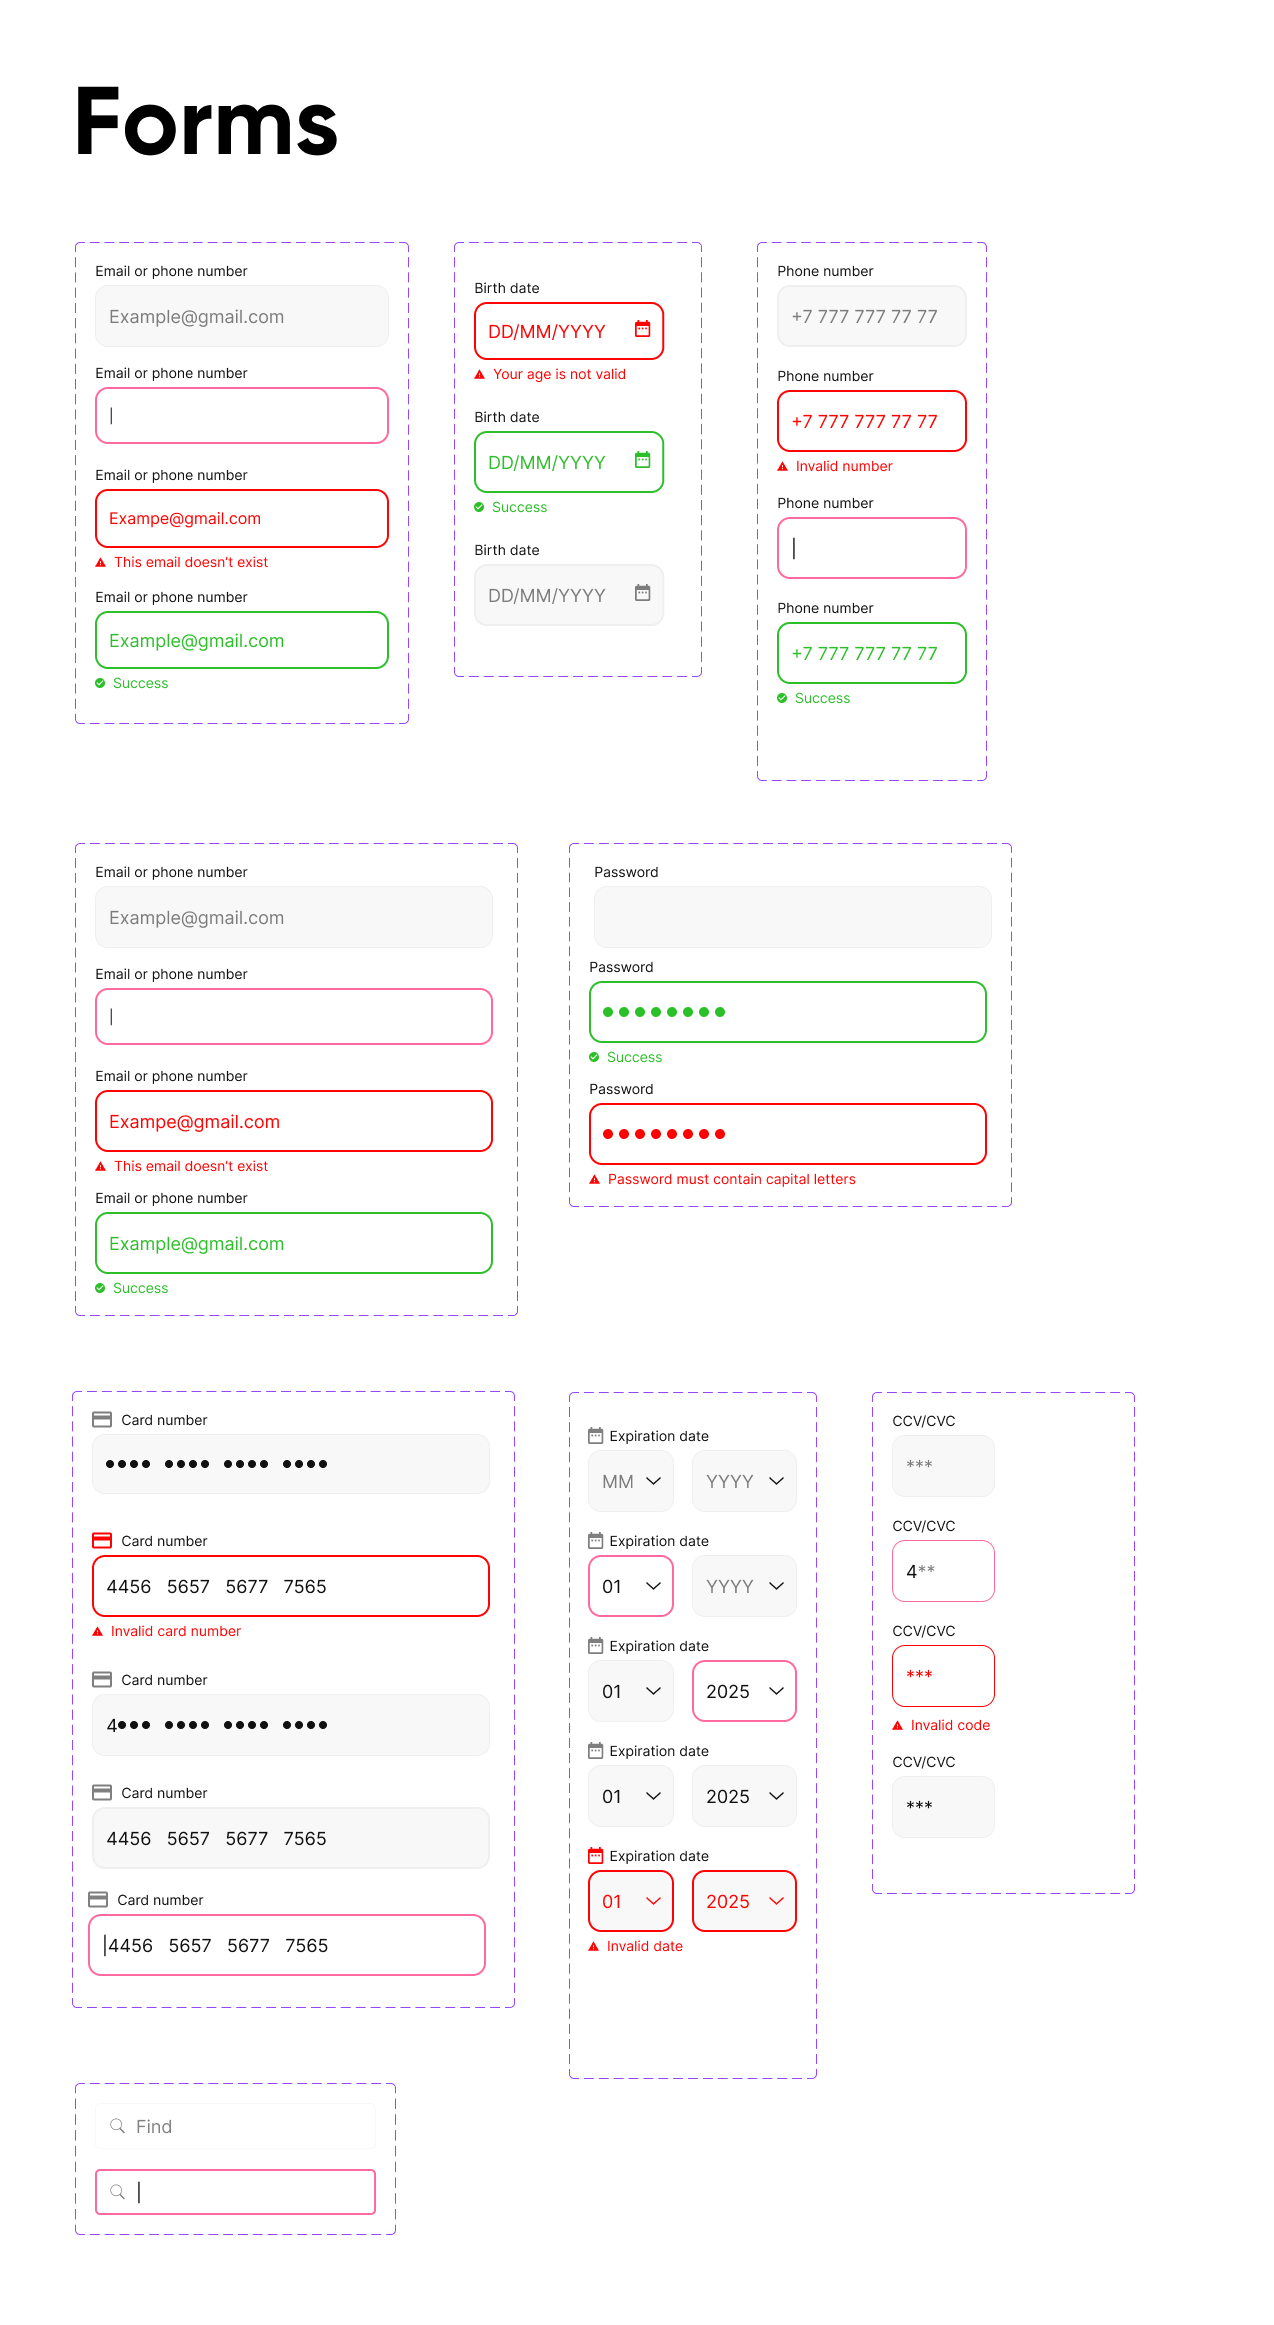 Forms
Email or phone number
Example@gmail.com
Email or phone number
Email or phone number
Exampe@gmail.com
This email doesn't exist
Email or phone number
Example@gmail.com
Success
Birth date
DD/MM/YYYY
Your age is not valid
Birth date
DD/MM/YYYY
Success
Birth date
DD/MM/YYYY
Phone number
+7 777 777 77 77
Phone number
+7 777 777 77 77
Invalid number
Phone number
Phone number
+7 777 777 77 77
Success
Email or phone number
Example@gmail.com
Email or phone number
Email or phone number
Exampe@gmail.com
This email doesn't exist
Email or phone number
Example@gmail.com
Success
Password
Password
●●●●●●●●
Success
Password
●●●●●●●●
Password must contain capital letters
Card number
●●●● ●●●● ●●●● ●●●●
Card number
4456 5657 5677 7565
Invalid card number
Card number
4●●● ●●●● ●●●● ●●●●
Card number
4456 5657 5677 7565
Card number
4456 5657 5677 7565
Expiration date
MM YYYY
Expiration date
01 YYYY
Expiration date
01 2025
Expiration date
01 2025
Expiration date
01 2025
Invalid date
CCV/CVC
***
CCV/CVC
4**
CCV/CVC
***
Invalid code
CCV/CVC
***
Find